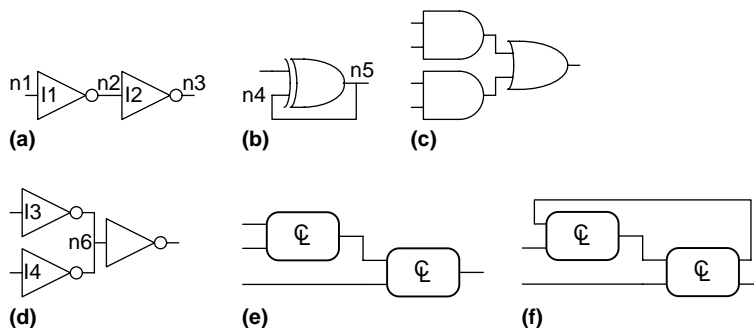 n1 I1 n2 I2 n3
(a)
n4 n5
(b)
(c)
I3
n6
I4
(d)
CL
CL
(e)
CL
CL
(f)